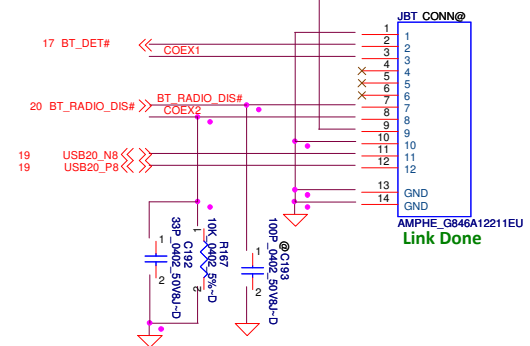 JBT CONN@
17 BT_DET#
COEX1
20 BT_RADIO_DIS#
BT_RADIO_DIS#
COEX2
19 USB20_N8
19 USB20_P8
1 1
2 2
3 3
4 4
5 5
6 6
7 7
8 8
9 9
10 10
11 11
12 12
13 GND
14 GND
AMPHE_G846A12211EU
Link Done
1
2
C192
33P_0402_50V8J~D
1
2
R167
10K_0402_5%~D
1
2
@C193
100P_0402_50V8J~D